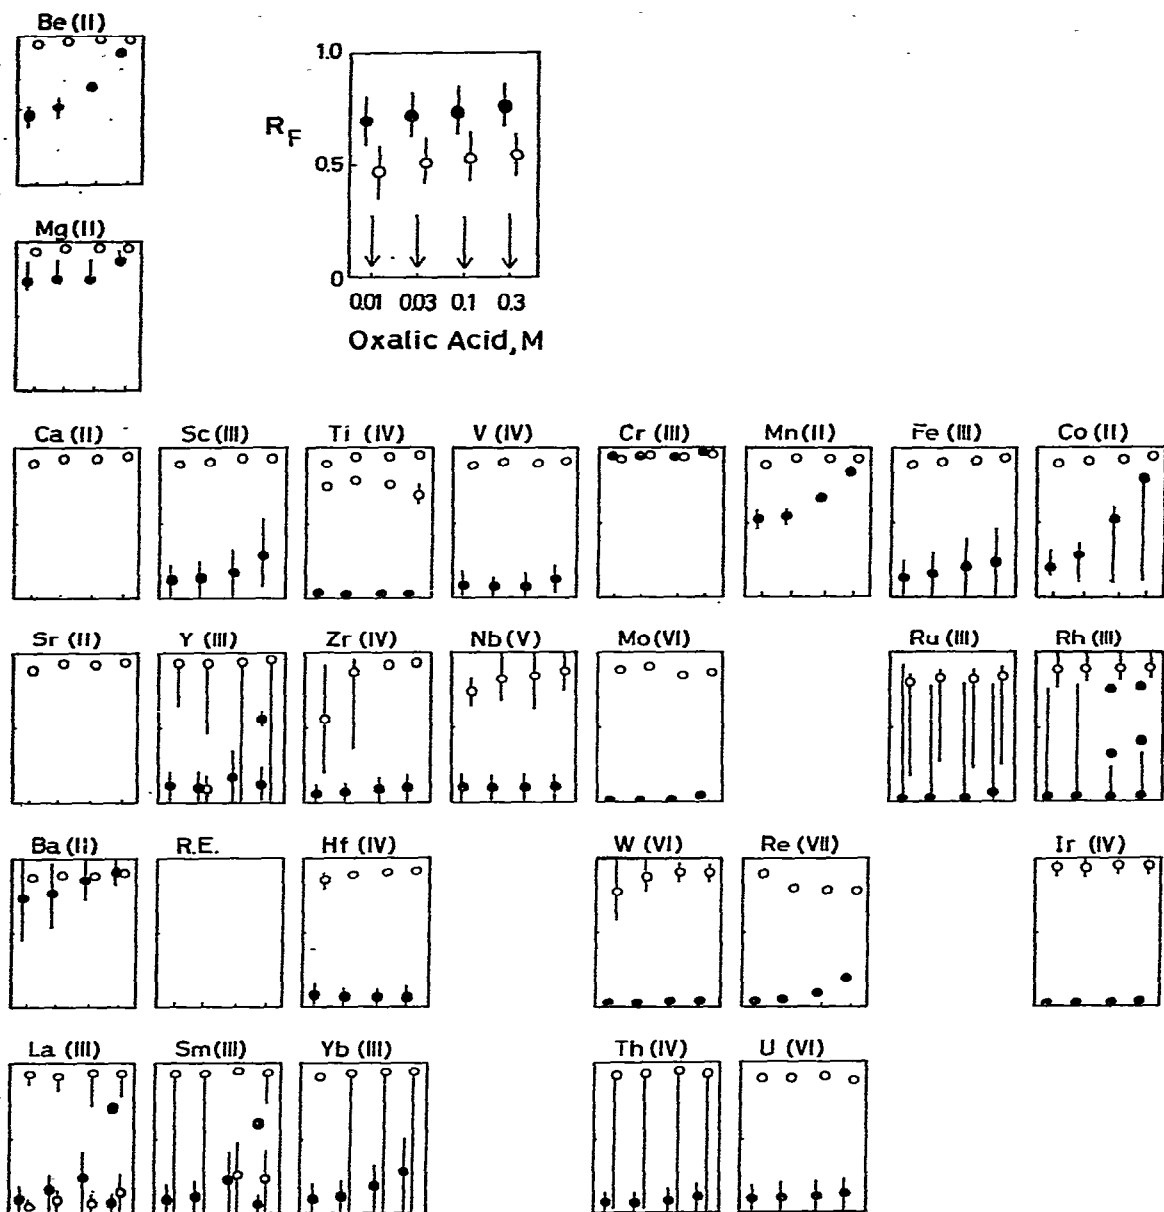 Be (II)
1.0
R_F
0.5
0
0.01 0.03 0.1 0.3
Oxalic Acid, M
Mg (II)
Ca (II) Sc (III) Ti (IV) V (IV) Cr (III) Mn (II) Fe (III) Co (II)
Sr (II) Y (III) Zr (IV) Nb (V) Mo (VI) Ru (III) Rh (III)
Ba (II) R.E. Hf (IV) W (VI) Re (VII) Ir (IV)
La (III) Sm (III) Yb (III) Th (IV) U (VI)